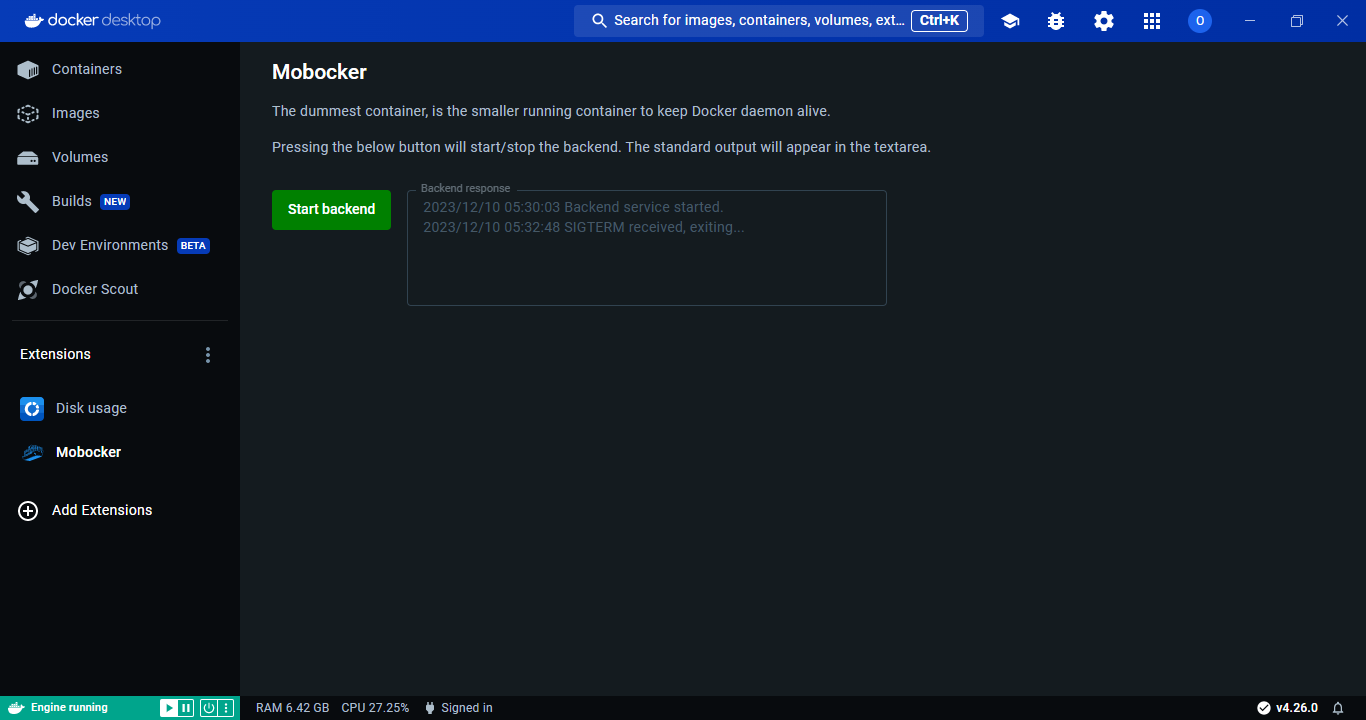 docker desktop
Search for images, containers, volumes, ext...
Ctrl+K
O
Containers
Images
Volumes
Builds NEW
Dev Environments BETA
Docker Scout
Extensions
Disk usage
Mobocker
Add Extensions
Mobocker
The dummest container, is the smaller running container to keep Docker daemon alive.
Pressing the below button will start/stop the backend. The standard output will appear in the textarea.
Start backend
Backend response
2023/12/10 05:30:03 Backend service started.
2023/12/10 05:32:48 SIGTERM received, exiting...
Engine running
RAM 6.42 GB CPU 27.25% Signed in
v4.26.0